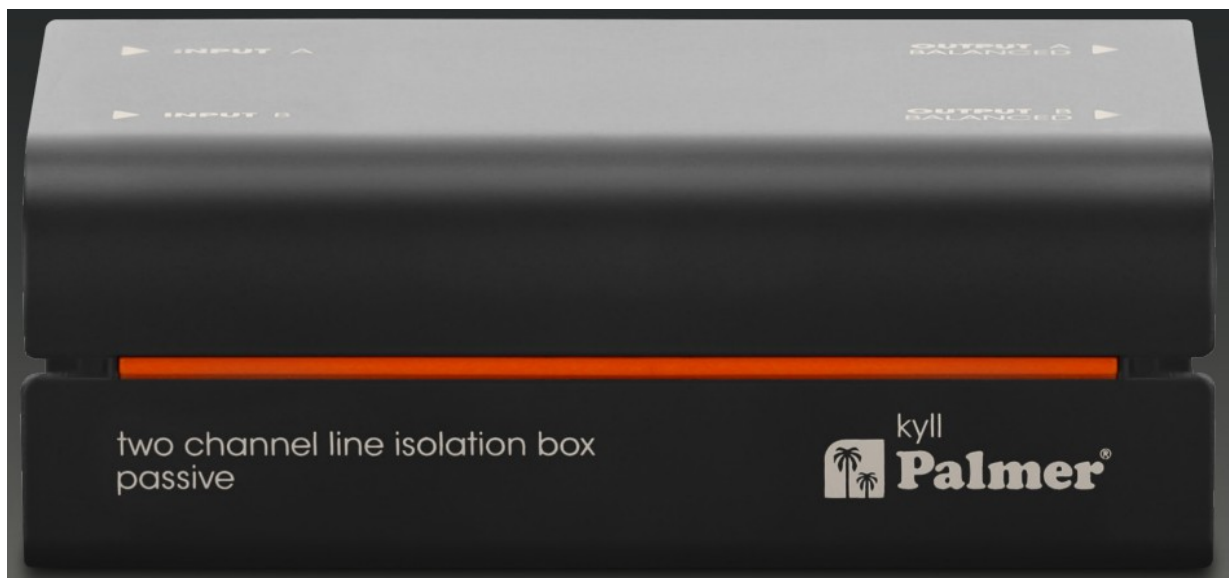 INPUT A
OUTPUT A
BALANCED
INPUT B
OUTPUT B
BALANCED
two channel line isolation box
passive
kyll
Palmer®